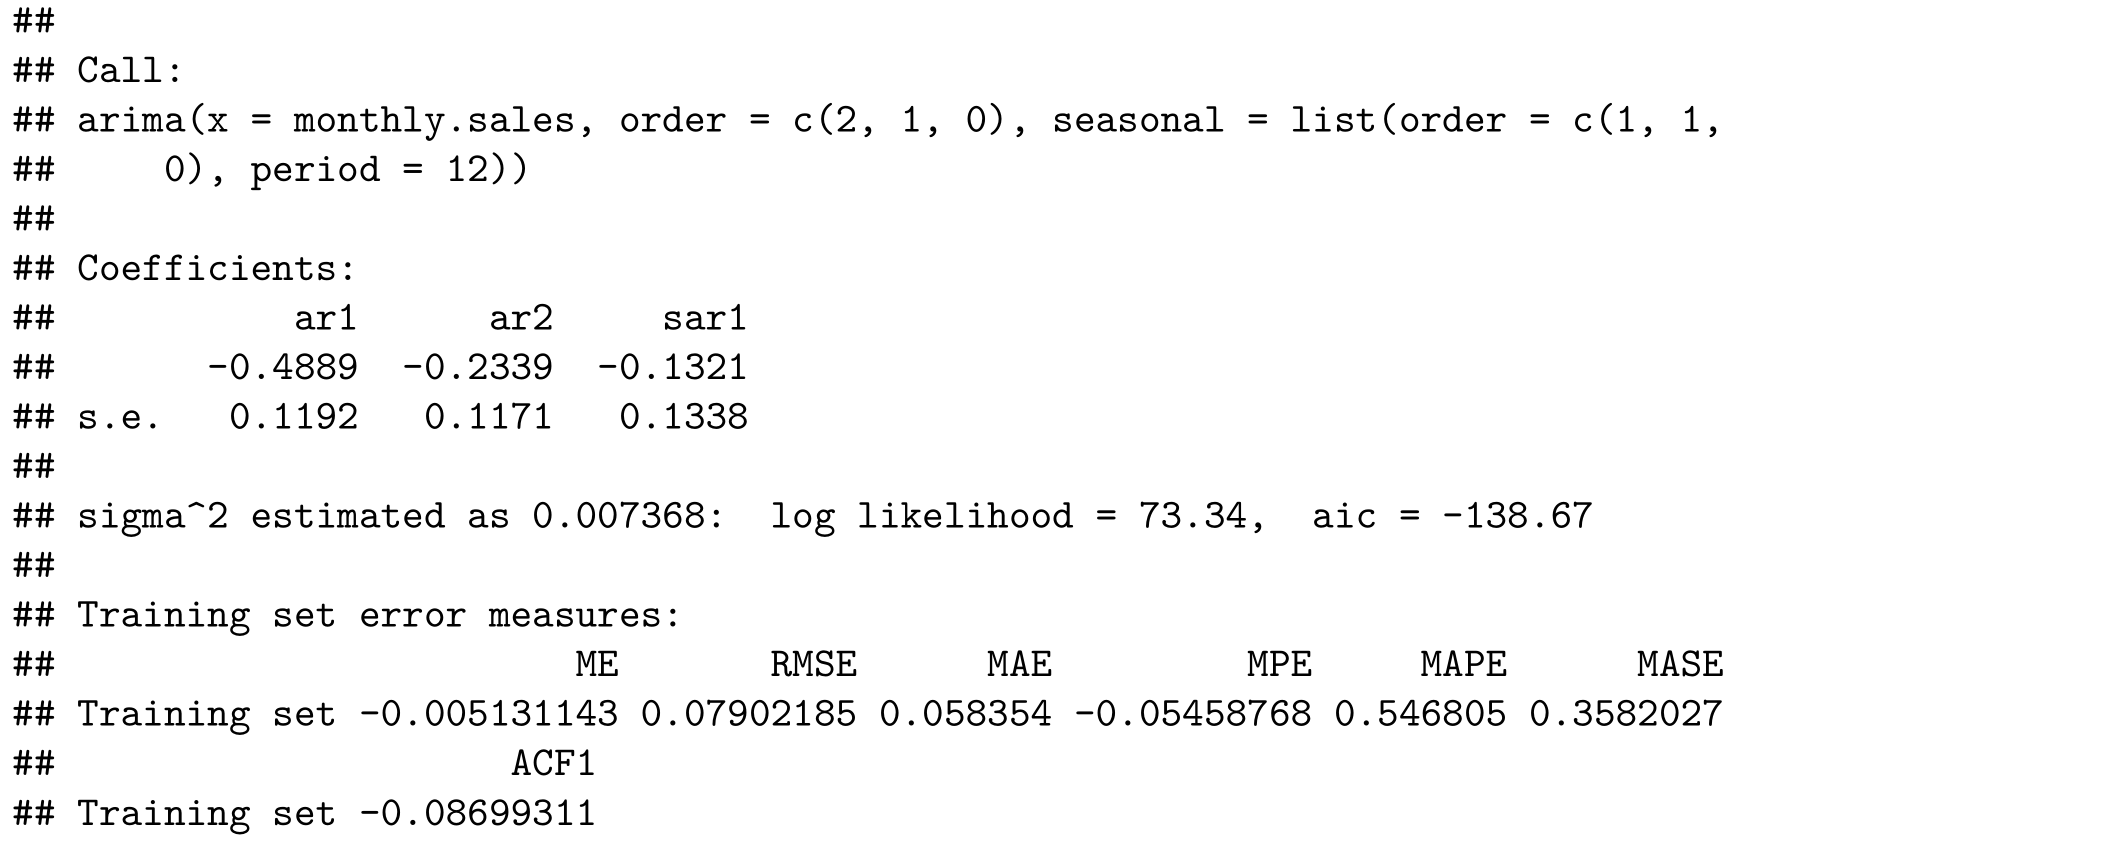 ##
## Call:
## arima(x = monthly.sales, order = c(2, 1, 0), seasonal = list(order = c(1, 1,
##     0), period = 12))
##
## Coefficients:
##           ar1      ar2     sar1
##       -0.4889  -0.2339  -0.1321
## s.e.   0.1192   0.1171   0.1338
##
## sigma^2 estimated as 0.007368:  log likelihood = 73.34,  aic = -138.67
##
## Training set error measures:
##                        ME       RMSE      MAE         MPE     MAPE      MASE
## Training set -0.005131143 0.07902185 0.058354 -0.05458768 0.546805 0.3582027
##                     ACF1
## Training set -0.08699311